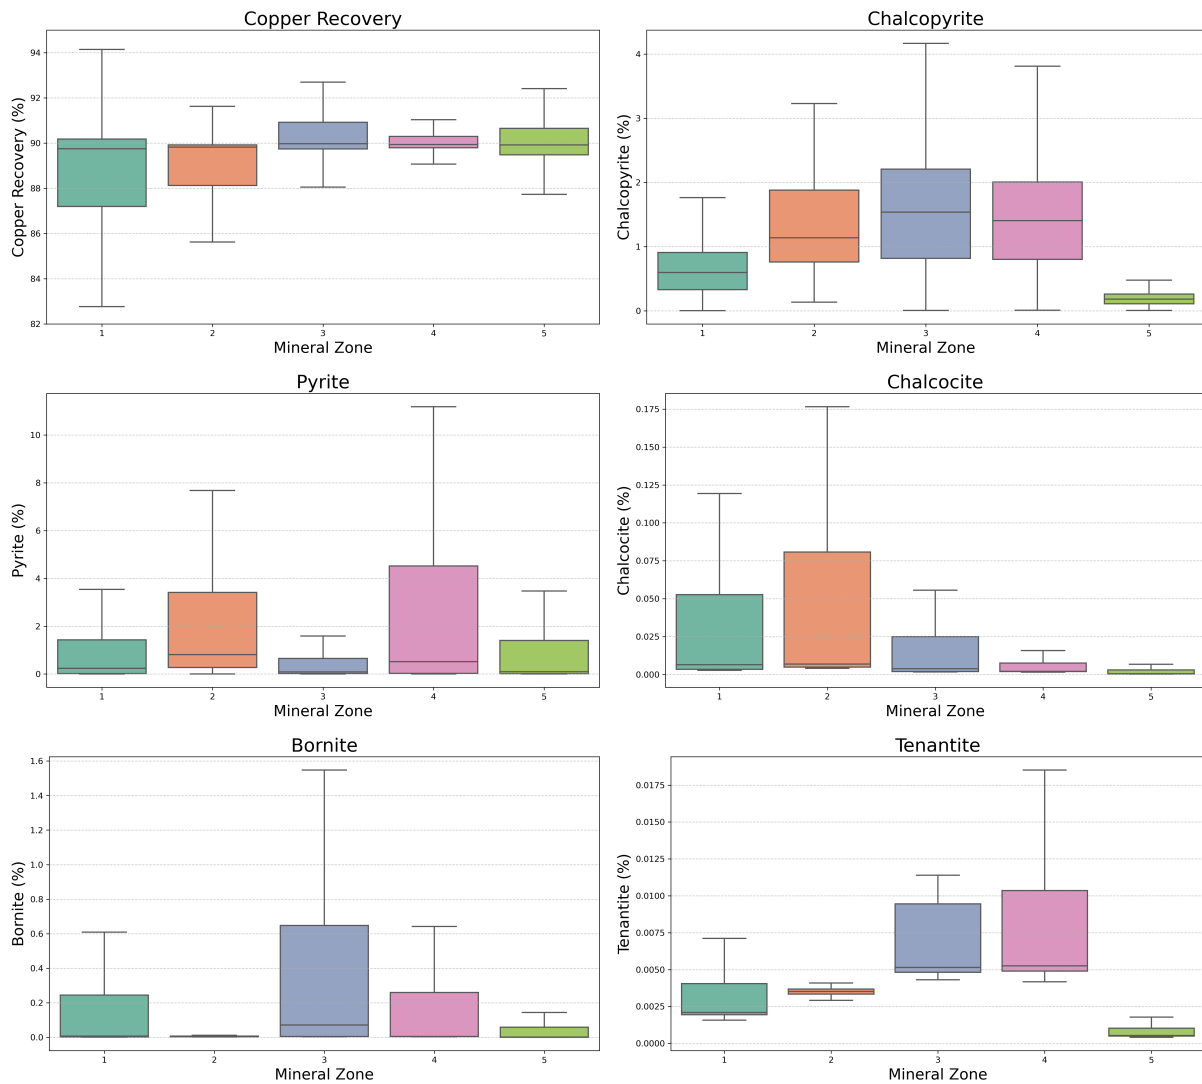 Copper Recovery
Copper Recovery (%)
94
92
90
88
86
84
82
1 2 3 4 5
Mineral Zone
Chalcopyrite
Chalcopyrite (%)
4
3
2
1
0
1 2 3 4 5
Mineral Zone
Pyrite
Pyrite (%)
10
8
6
4
2
0
1 2 3 4 5
Mineral Zone
Chalcocite
Chalcocite (%)
0.175
0.150
0.125
0.100
0.075
0.050
0.025
0.000
1 2 3 4 5
Mineral Zone
Bornite
Bornite (%)
1.6
1.4
1.2
1.0
0.8
0.6
0.4
0.2
0.0
1 2 3 4 5
Mineral Zone
Tenantite
Tenantite (%)
0.0175
0.0150
0.0125
0.0100
0.0075
0.0050
0.0025
0.0000
1 2 3 4 5
Mineral Zone